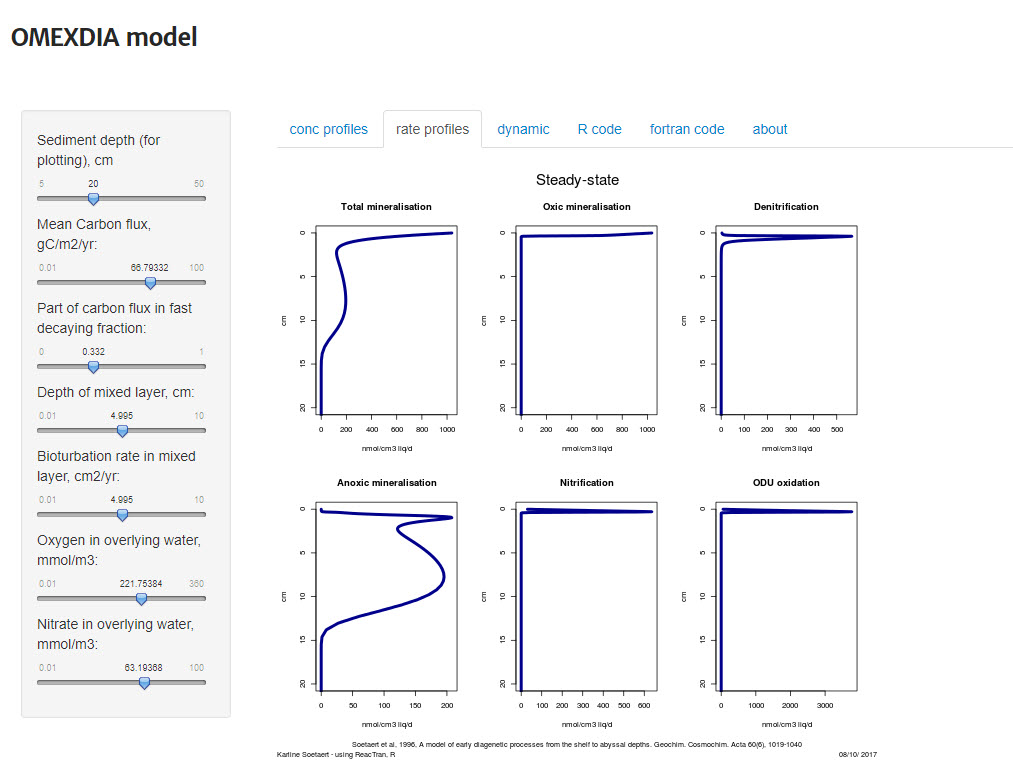 OMEXDIA model
Sediment depth (for
plotting), cm
5 20 50
Mean Carbon flux,
gC/m2/yr:
0.01 66.79332 100
Part of carbon flux in fast
decaying fraction:
0 0.332 1
Depth of mixed layer, cm:
0.01 4.995 10
Bioturbation rate in mixed
layer, cm2/yr:
0.01 4.995 10
Oxygen in overlying water,
mmol/m3:
0.01 221.75384 360
Nitrate in overlying water,
mmol/m3:
0.01 63.19368 100
conc profiles rate profiles dynamic R code fortran code about
Steady-state
Total mineralisation
0
5
10
15
20
cm
0 200 400 600 800 1000
nmol/cm3 liq/d
Oxic mineralisation
0
5
10
15
20
cm
0 200 400 600 800 1000
nmol/cm3 liq/d
Denitrification
0
5
10
15
20
cm
0 100 200 300 400 500
nmol/cm3 liq/d
Anoxic mineralisation
0
5
10
15
20
cm
0 50 100 150 200
nmol/cm3 liq/d
Nitrification
0
5
10
15
20
cm
0 100 200 300 400 500 600
nmol/cm3 liq/d
ODU oxidation
0
5
10
15
20
cm
0 1000 2000 3000
nmol/cm3 liq/d
Soetaert et al, 1996, A model of early diagenetic processes from the shelf to abyssal depths. Geochim. Cosmochim. Acta 60(6), 1019-1040
Karline Soetaert - using ReacTran, R 08/10/ 2017